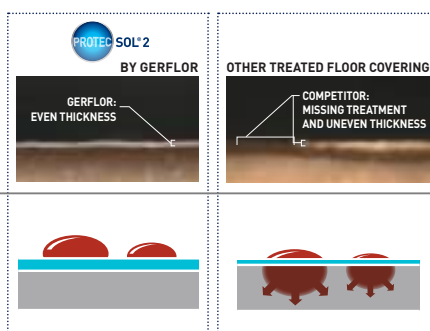 PROTECSOL®2
BY GERFLOR
GERFLOR:
EVEN THICKNESS
OTHER TREATED FLOOR COVERING
COMPETITOR:
MISSING TREATMENT
AND UNEVEN THICKNESS